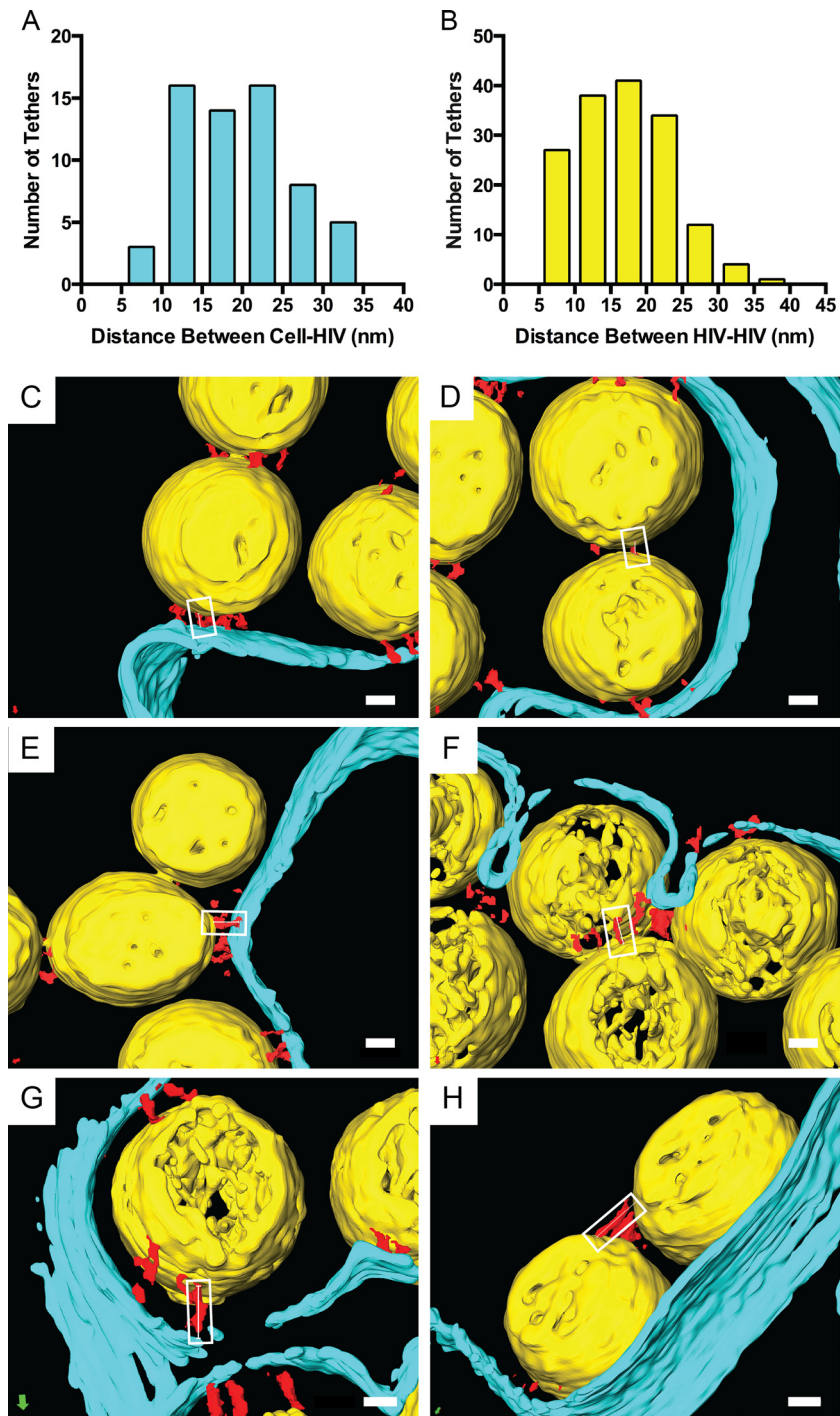 A
Number ot Tethers
20
15
10
5
0
0 5 10 15 20 25 30 35 40
Distance Between Cell-HIV (nm)
B
Number of Tethers
50
40
30
20
10
0
0 5 10 15 20 25 30 35 40 45
Distance Between HIV-HIV (nm)
C
D
E
F
G
H